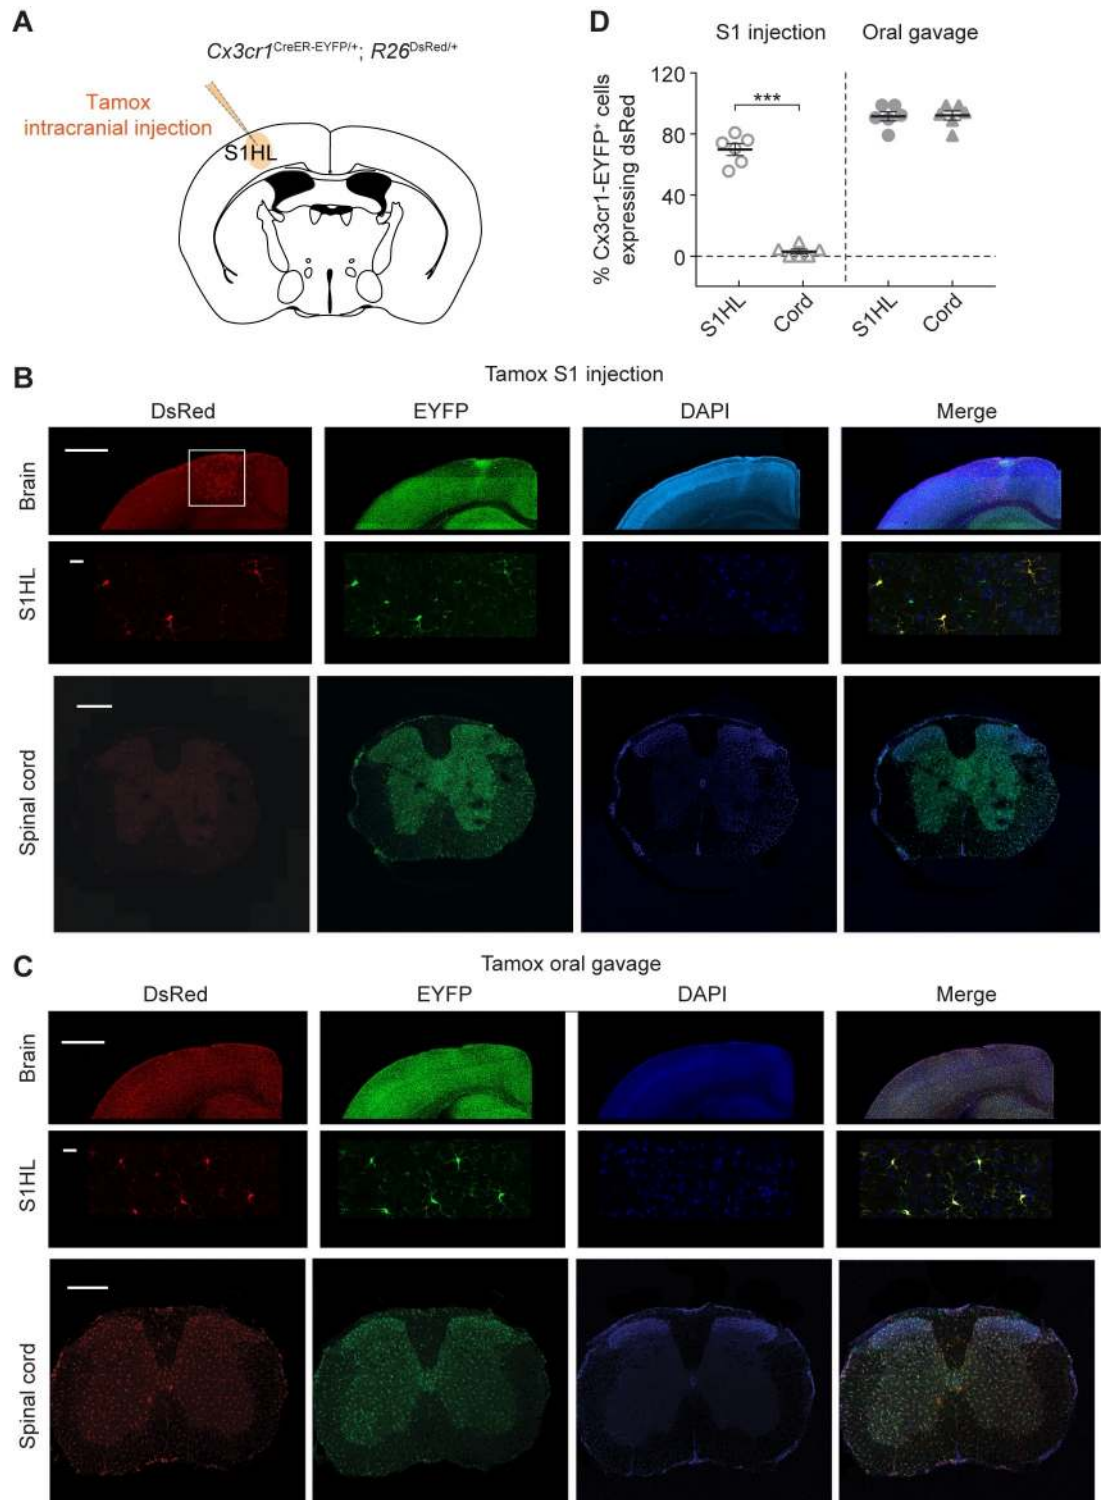 A
Cx3cr1CreER-EYFP/+; R26DsRed/+
Tamox
intracranial injection
S1HL
D
S1 injection
Oral gavage
% Cx3cr1-EYFP+ cells
expressing dsRed
120
80
40
0
***
S1HL
Cord
S1HL
Cord
B
Tamox S1 injection
DsRed
EYFP
DAPI
Merge
Brain
S1HL
Spinal cord
C
Tamox oral gavage
DsRed
EYFP
DAPI
Merge
Brain
S1HL
Spinal cord